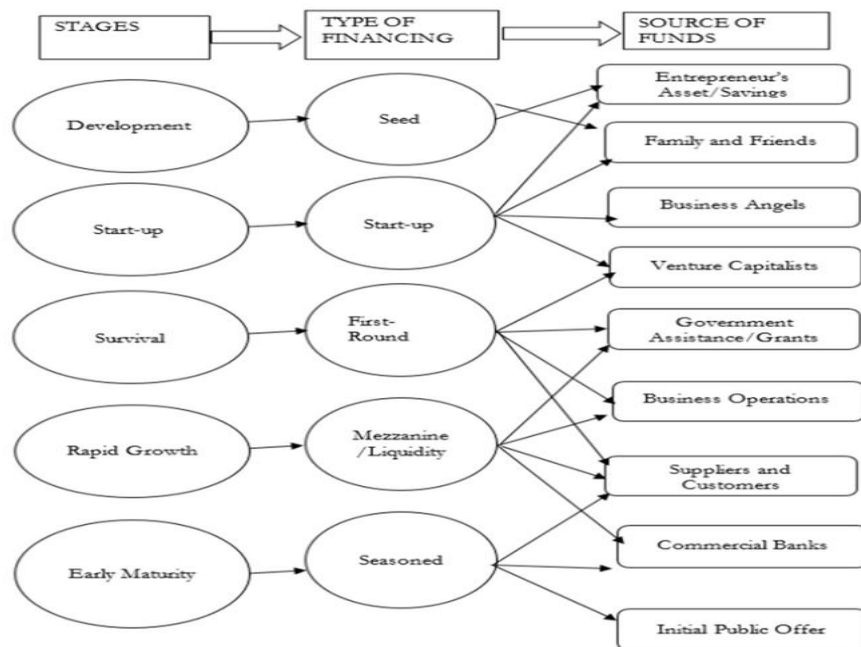 STAGES
TYPE OF
FINANCING
SOURCE OF
FUNDS
Development
Seed
Entrepreneur's
Asset/Savings
Family and Friends
Start-up
Start-up
Business Angels
Venture Capitalists
Survival
First-
Round
Government
Assistance/Grants
Business Operations
Rapid Growth
Mezzanine
/Liquidity
Suppliers and
Customers
Early Maturity
Seasoned
Commercial Banks
Initial Public Offer